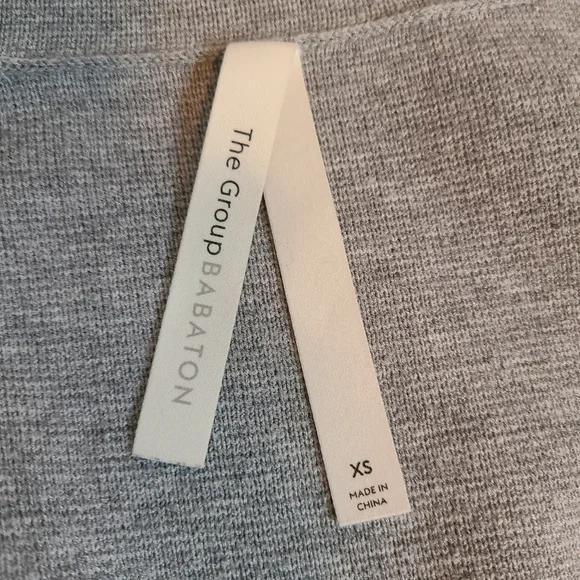 The Group BABATON
XS
MADE IN
CHINA